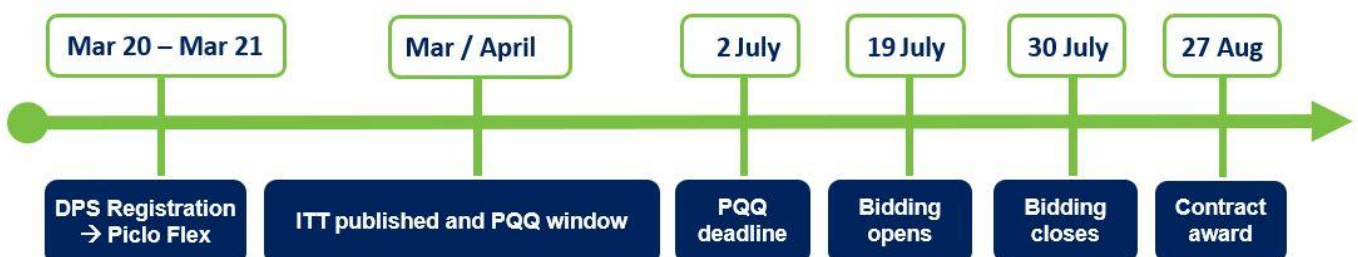 Mar 20 – Mar 21
Mar / April
2 July
19 July
30 July
27 Aug
DPS Registration
→ Piclo Flex
ITT published and PQQ window
PQQ
deadline
Bidding
opens
Bidding
closes
Contract
award